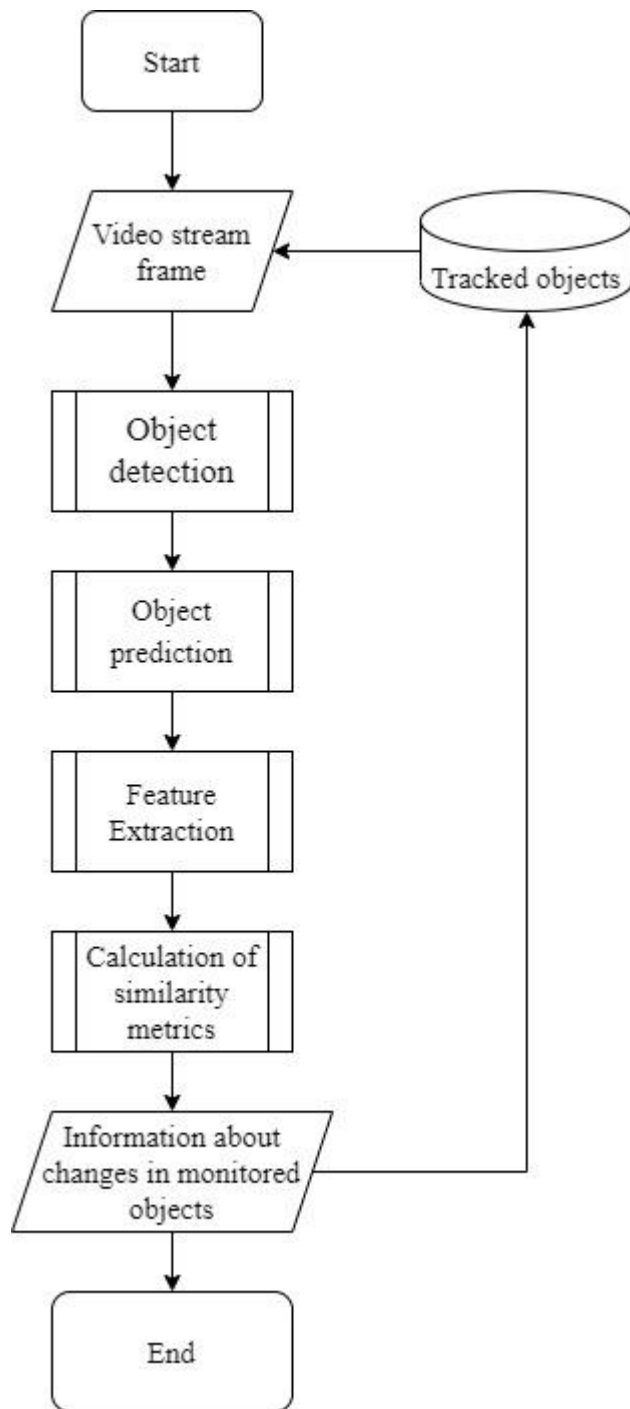 Start
Video stream
frame
Tracked objects
Object
detection
Object
prediction
Feature
Extraction
Calculation of
similarity
metrics
Information about
changes in monitored
objects
End